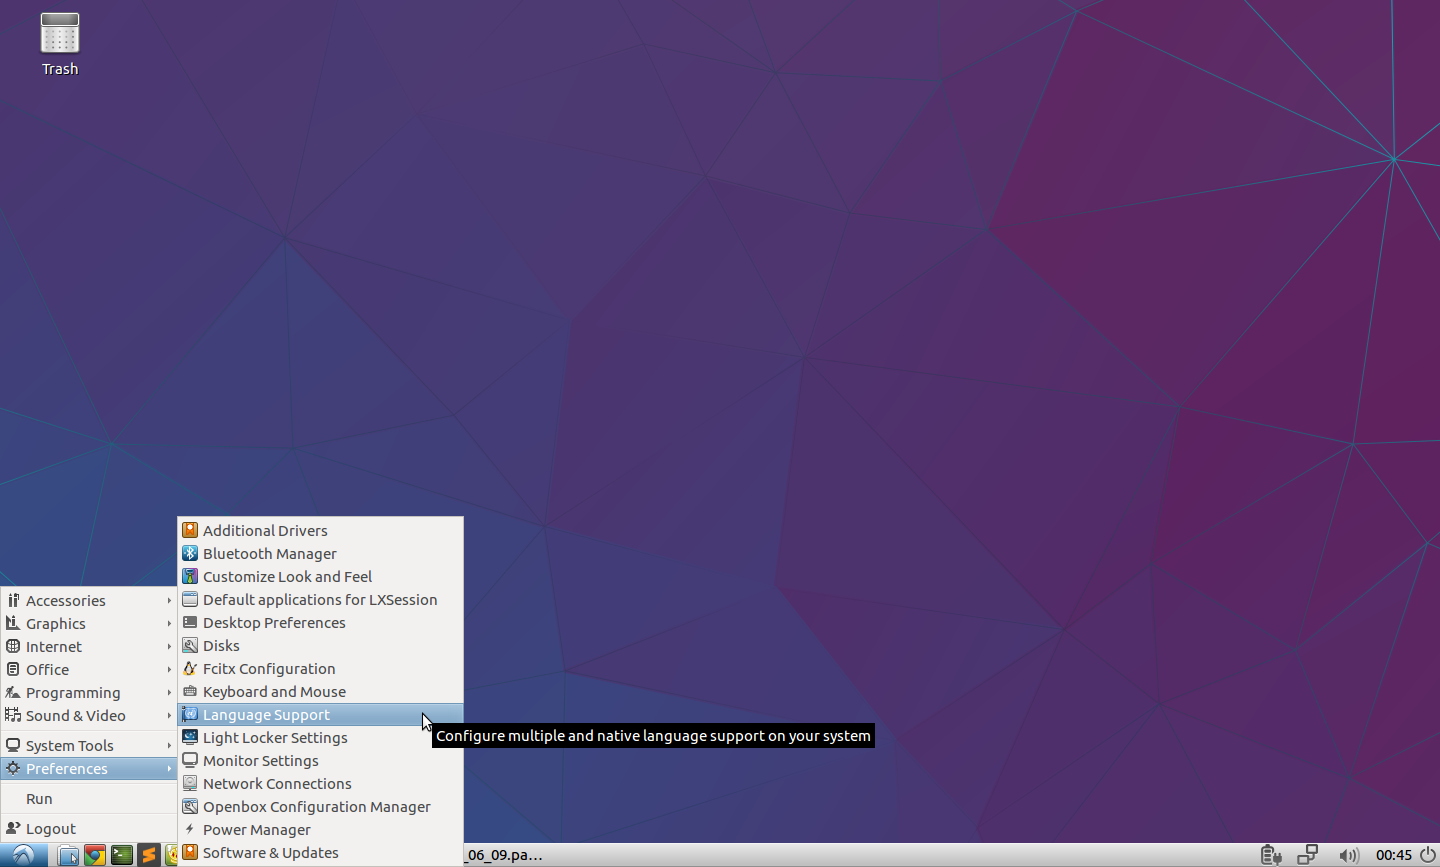 Trash
Additional Drivers
Bluetooth Manager
Customize Look and Feel
Default applications for LXSession
Desktop Preferences
Disks
Fcitx Configuration
Keyboard and Mouse
Language Support
Light Locker Settings
Monitor Settings
Network Connections
Openbox Configuration Manager
Power Manager
Software & Updates
Accessories
Graphics
Internet
Office
Programming
Sound & Video
System Tools
Preferences
Run
Logout
Configure multiple and native language support on your system
_06_09.pa...
00:45